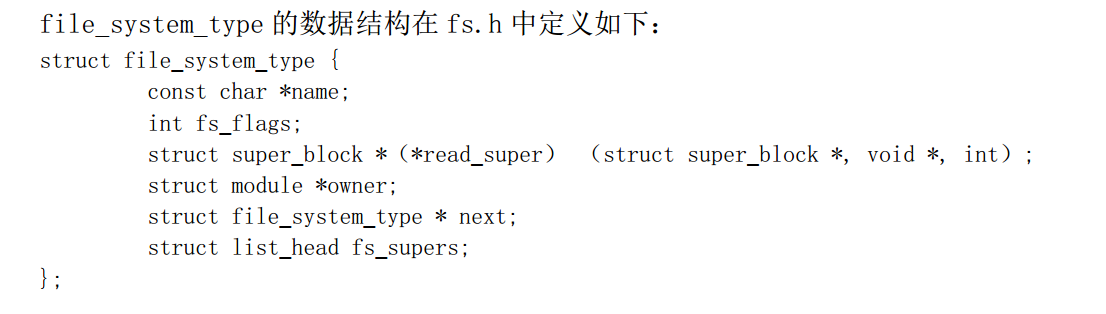 file_system_type 的数据结构在 fs.h 中定义如下：
struct file_system_type {
const char *name;
int fs_flags;
struct super_block *（*read_super） （struct super_block *, void *, int）;
struct module *owner;
struct file_system_type * next;
struct list_head fs_supers;
};